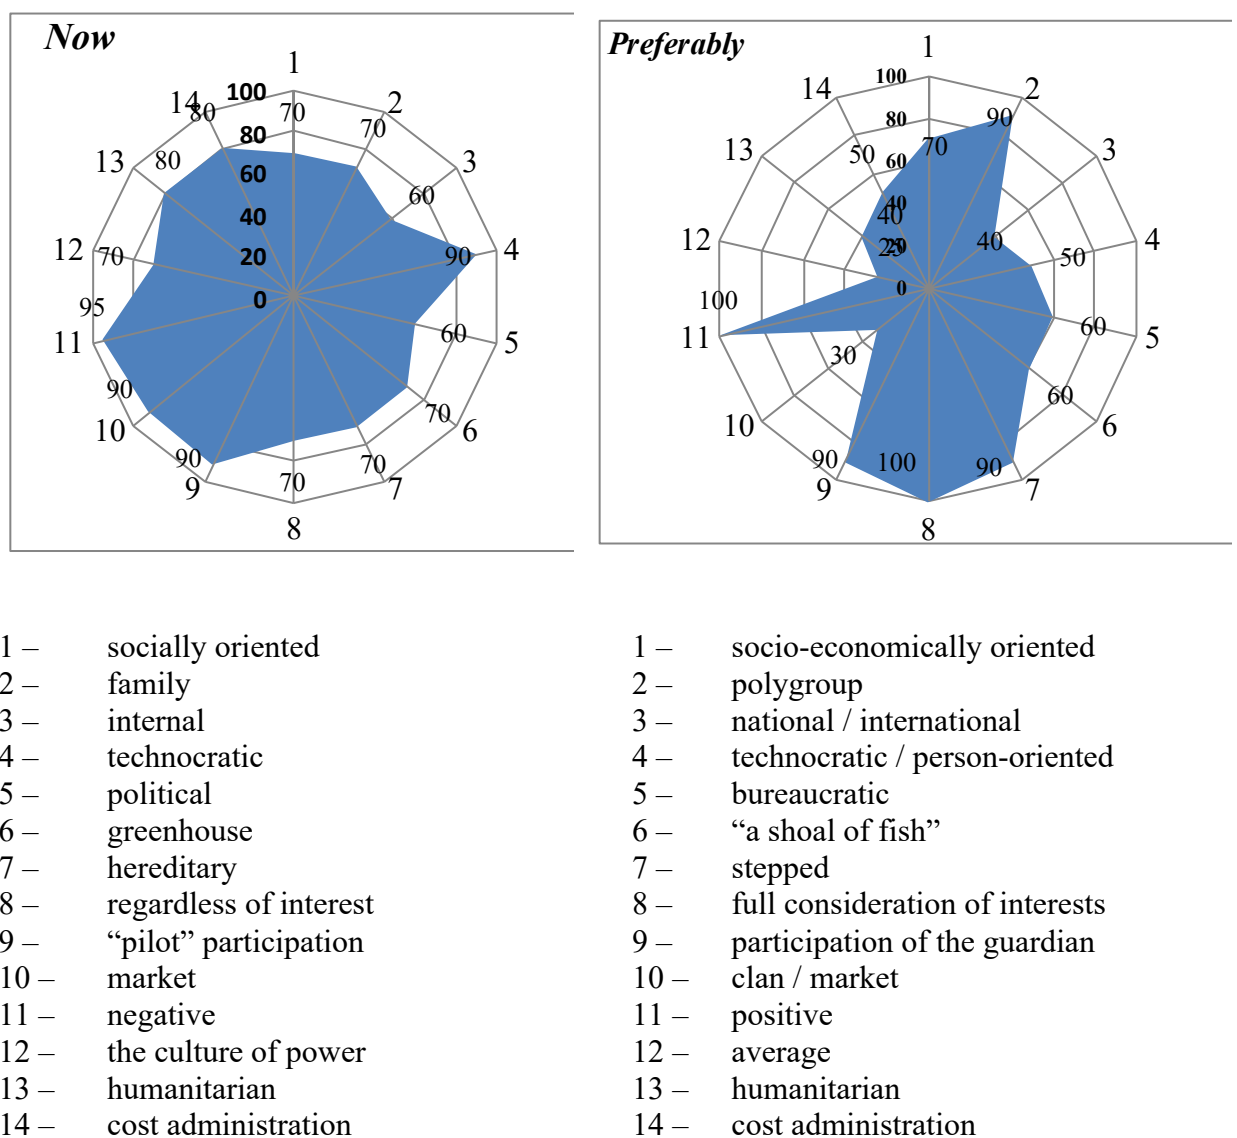 Now
1
2
3
4
5
6
7
8
9
10
11
12
13
14
100
80
60
40
20
0
70
70
60
90
60
70
70
70
90
90
95
70
80
80
Preferably
1
2
3
4
5
6
7
8
9
10
11
12
13
14
100
80
60
40
20
0
70
90
40
50
60
60
90
100
90
30
100
25
40
50
1 – socially oriented
2 – family
3 – internal
4 – technocratic
5 – political
6 – greenhouse
7 – hereditary
8 – regardless of interest
9 – “pilot” participation
10 – market
11 – negative
12 – the culture of power
13 – humanitarian
14 – cost administration
1 – socio-economically oriented
2 – polygroup
3 – national / international
4 – technocratic / person-oriented
5 – bureaucratic
6 – “a shoal of fish”
7 – stepped
8 – full consideration of interests
9 – participation of the guardian
10 – clan / market
11 – positive
12 – average
13 – humanitarian
14 – cost administration